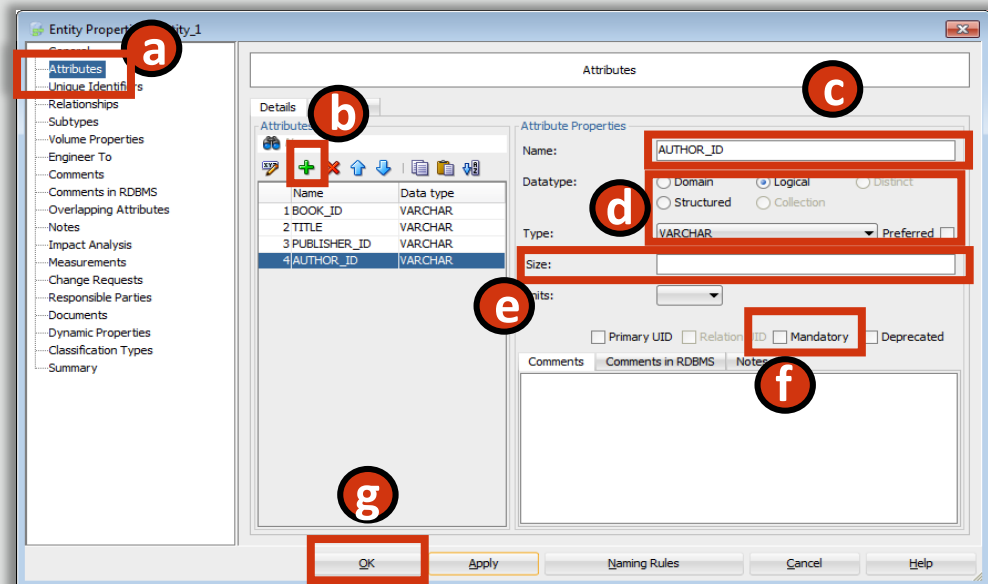 Entity Prope ity_1
a
General
Attributes
Unique Identifiers
Relationships
Subtypes
Volume Properties
Engineer To
Comments
Comments in RDBMS
Overlapping Attributes
Notes
Impact Analysis
Measurements
Change Requests
Responsible Parties
Documents
Dynamic Properties
Classification Types
Summary
Attributes
c
Details
b
Attributes
Name Data type
1 BOOK_ID VARCHAR
2 TITLE VARCHAR
3 PUBLISHER_ID VARCHAR
4 AUTHOR_ID VARCHAR
Attribute Properties
Name: AUTHOR_ID
Datatype: Domain Logical Distinct
Structured Collection
d
Type: VARCHAR Preferred
Size:
e
nits:
Primary UID Relation UID Mandatory Deprecated
Comments Comments in RDBMS Notes
f
g
OK Apply Naming Rules Cancel Help